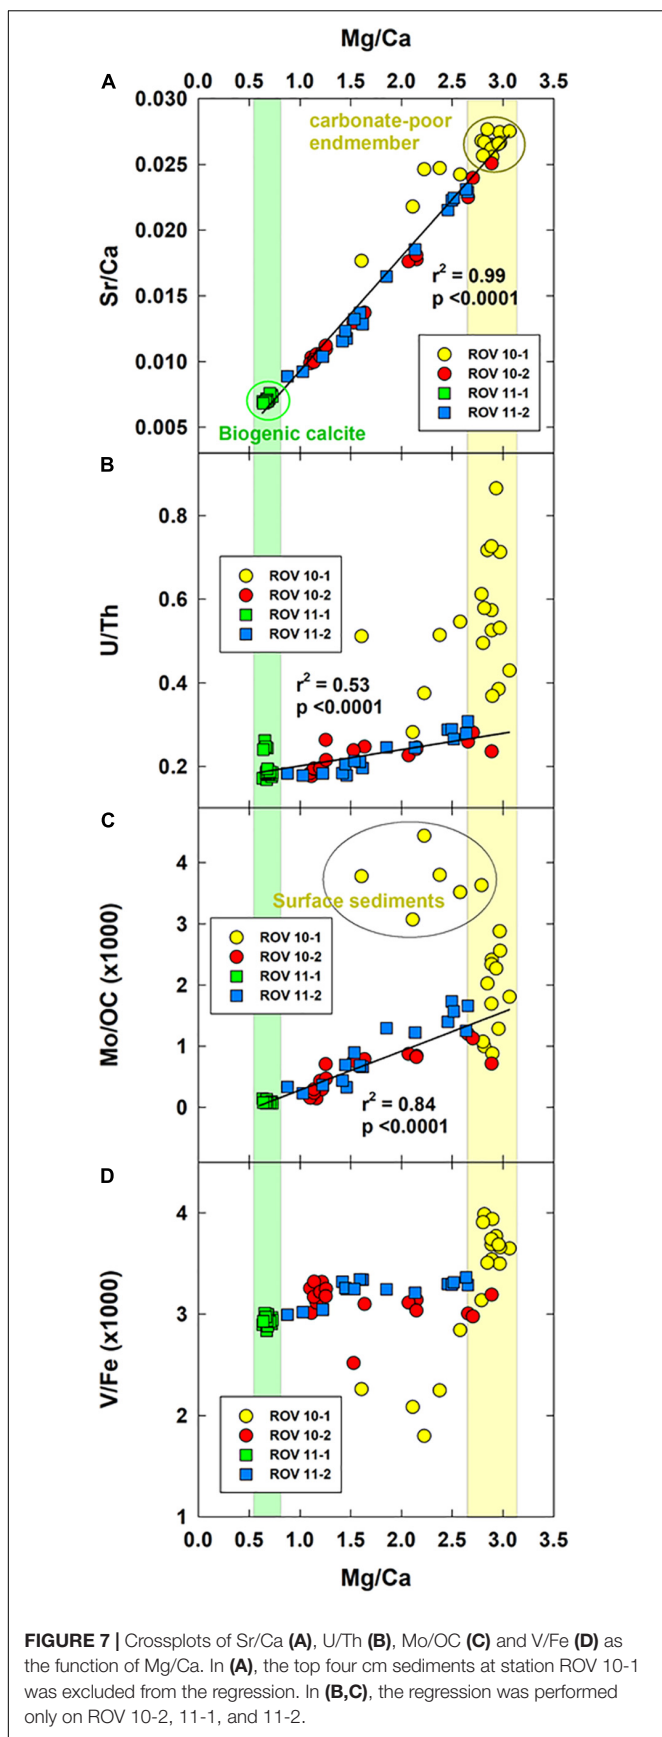 Mg/Ca
A
0.0 0.5 1.0 1.5 2.0 2.5 3.0 3.5
0.030
0.025
0.020
0.015
0.010
0.005
Sr/Ca
carbonate-poor
endmember
r² = 0.99
p <0.0001
ROV 10-1
ROV 10-2
ROV 11-1
ROV 11-2
Biogenic calcite
B
0.8
0.6
0.4
0.2
U/Th
ROV 10-1
ROV 10-2
ROV 11-1
ROV 11-2
r² = 0.53
p <0.0001
C
4
3
2
1
0
Mo/OC (x1000)
Surface sediments
ROV 10-1
ROV 10-2
ROV 11-1
ROV 11-2
r² = 0.84
p <0.0001
D
4
3
2
1
V/Fe (x1000)
ROV 10-1
ROV 10-2
ROV 11-1
ROV 11-2
0.0 0.5 1.0 1.5 2.0 2.5 3.0 3.5
Mg/Ca
FIGURE 7 | Crossplots of Sr/Ca (A), U/Th (B), Mo/OC (C) and V/Fe (D) as
the function of Mg/Ca. In (A), the top four cm sediments at station ROV 10-1
was excluded from the regression. In (B,C), the regression was performed
only on ROV 10-2, 11-1, and 11-2.